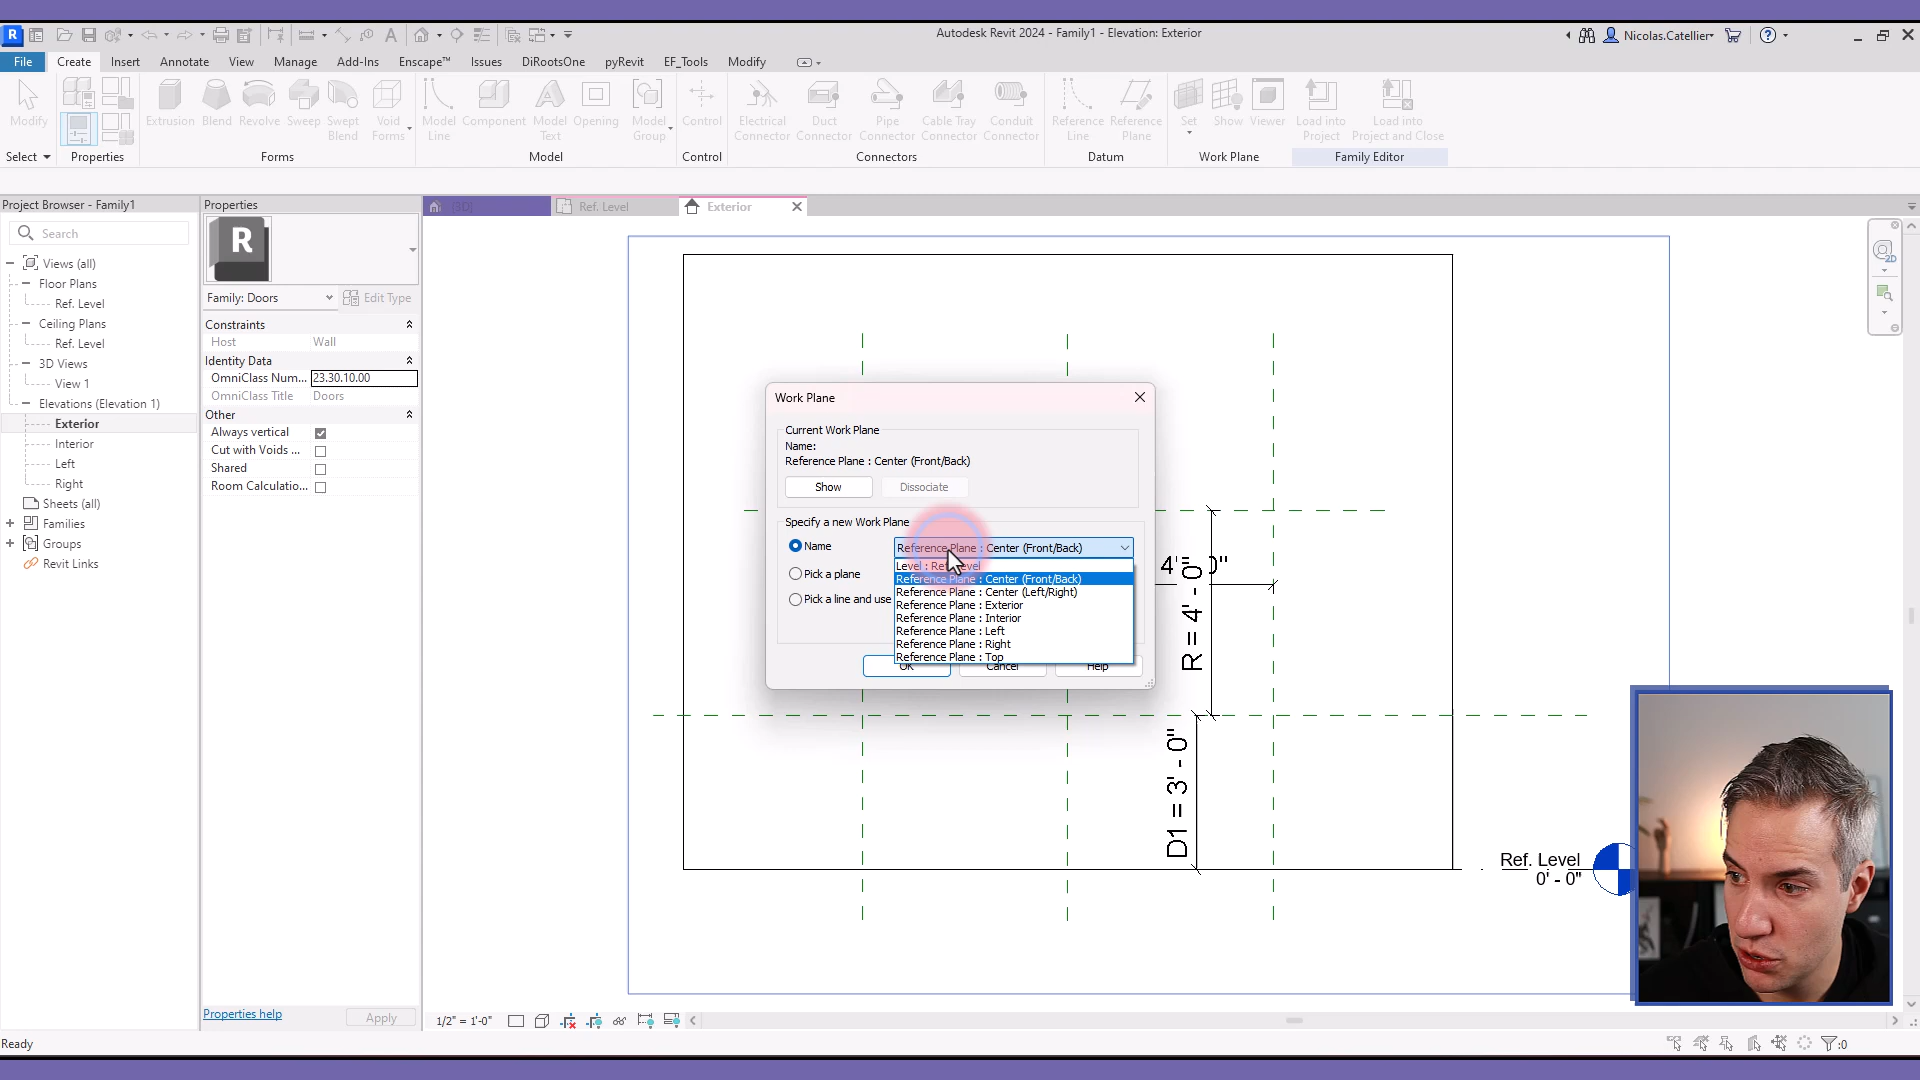 Autodesk Revit 2024 - Family1 - Elevation: Exterior
Nicolas.Catellier
File Create Insert Annotate View Manage Add-Ins Enscape™ Issues DiRootsOne pyRevit EF_Tools Modify
Modify
Extrusion Blend Revolve Sweep Swept Blend Void Forms
Model Line Component Model Text Opening Model Group
Control
Electrical Connector Duct Connector Pipe Connector Cable Tray Connector Conduit Connector
Reference Line Reference Plane
Set Show Viewer
Load into Project Load into Project and Close
Select Properties Forms Model Control Connectors Datum Work Plane Family Editor
Project Browser - Family1
Search
Views (all)
Floor Plans
Ref. Level
Ceiling Plans
Ref. Level
3D Views
View 1
Elevations (Elevation 1)
Exterior
Interior
Left
Right
Sheets (all)
Families
Groups
Revit Links
Properties
R
Family: Doors
Edit Type
Constraints
Host Wall
Identity Data
OmniClass Num... 23.30.10.00
OmniClass Title Doors
Other
Always vertical
Cut with Voids ...
Shared
Room Calculatio...
Properties help
Apply
{3D}
Ref. Level
Exterior
2D
Work Plane
Current Work Plane
Name:
Reference Plane : Center (Front/Back)
Show
Dissociate
Specify a new Work Plane
Name
Reference Plane : Center (Front/Back)
Pick a plane
Pick a line and use
Level : Ref. Level
Reference Plane : Center (Front/Back)
Reference Plane : Center (Left/Right)
Reference Plane : Exterior
Reference Plane : Interior
Reference Plane : Left
Reference Plane : Right
Reference Plane : Top
OK
Cancel
Help
R = 4' - 0"
D1 = 3' - 0"
Ref. Level
0' - 0"
1/2" = 1'-0"
Ready
:0